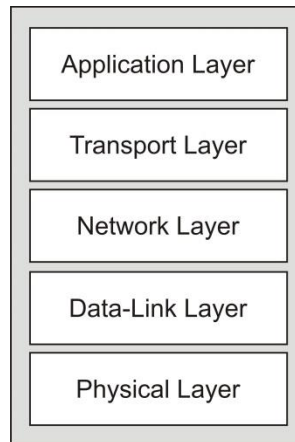 Application Layer
Transport Layer
Network Layer
Data-Link Layer
Physical Layer